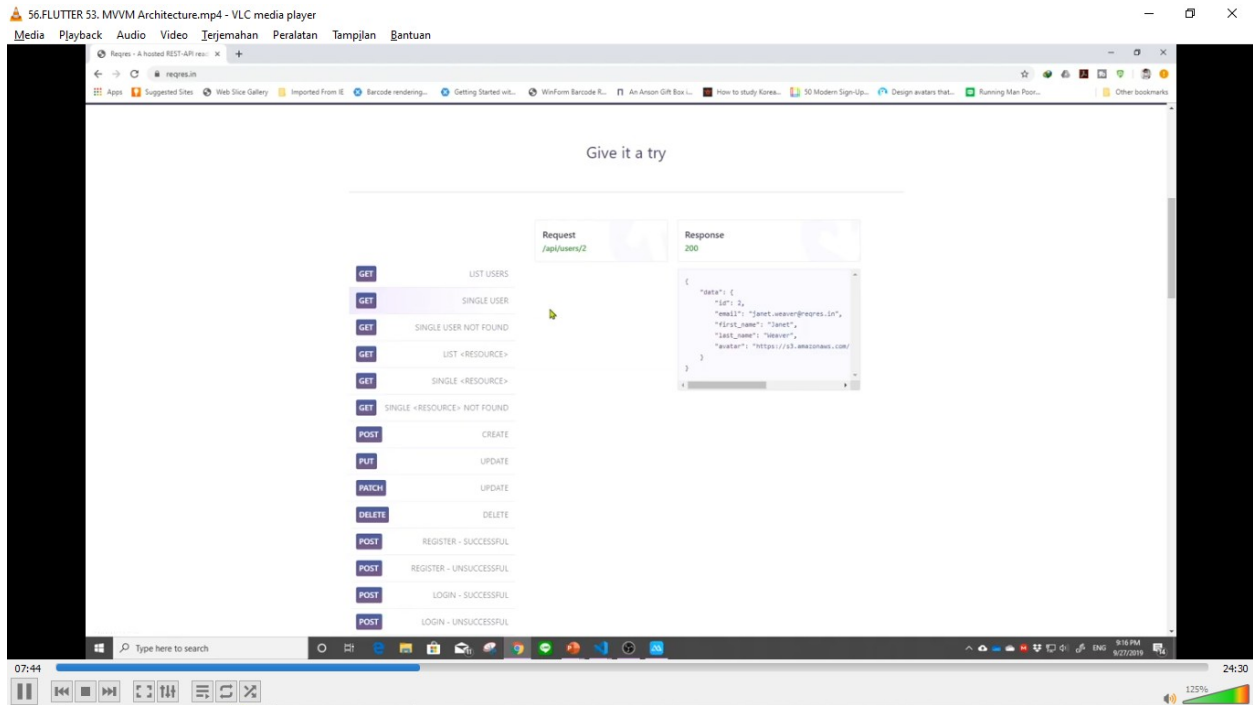 56.FLUTTER 53. MVVM Architecture.mp4 - VLC media player
Media Playback Audio Video Terjemahan Peralatan Tampilan Bantuan
Reqres - A hosted REST-API res
reqres.in
Apps Suggested Sites Web Slice Gallery Imported From IE Barcode rendering... Getting Started wit... WinForm Barcode R... An Anson Gift Box i... How to study Korea... 50 Modern Sign-Up... Design avatars that... Running Man Poor... Other bookmarks
Give it a try
Request
/api/users/2
Response
200
GET LIST USERS
GET SINGLE USER
GET SINGLE USER NOT FOUND
GET LIST <RESOURCE>
GET SINGLE <RESOURCE>
GET SINGLE <RESOURCE> NOT FOUND
POST CREATE
PUT UPDATE
PATCH UPDATE
DELETE DELETE
POST REGISTER - SUCCESSFUL
POST REGISTER - UNSUCCESSFUL
POST LOGIN - SUCCESSFUL
POST LOGIN - UNSUCCESSFUL
{
"data": {
"id": 2,
"email": "janet.weaver@reqres.in",
"first_name": "Janet",
"last_name": "Weaver",
"avatar": "https://s3.amazonaws.com/
}
}
Type here to search
ENG
9:16 PM
9/27/2019
07:44
24:30
125%